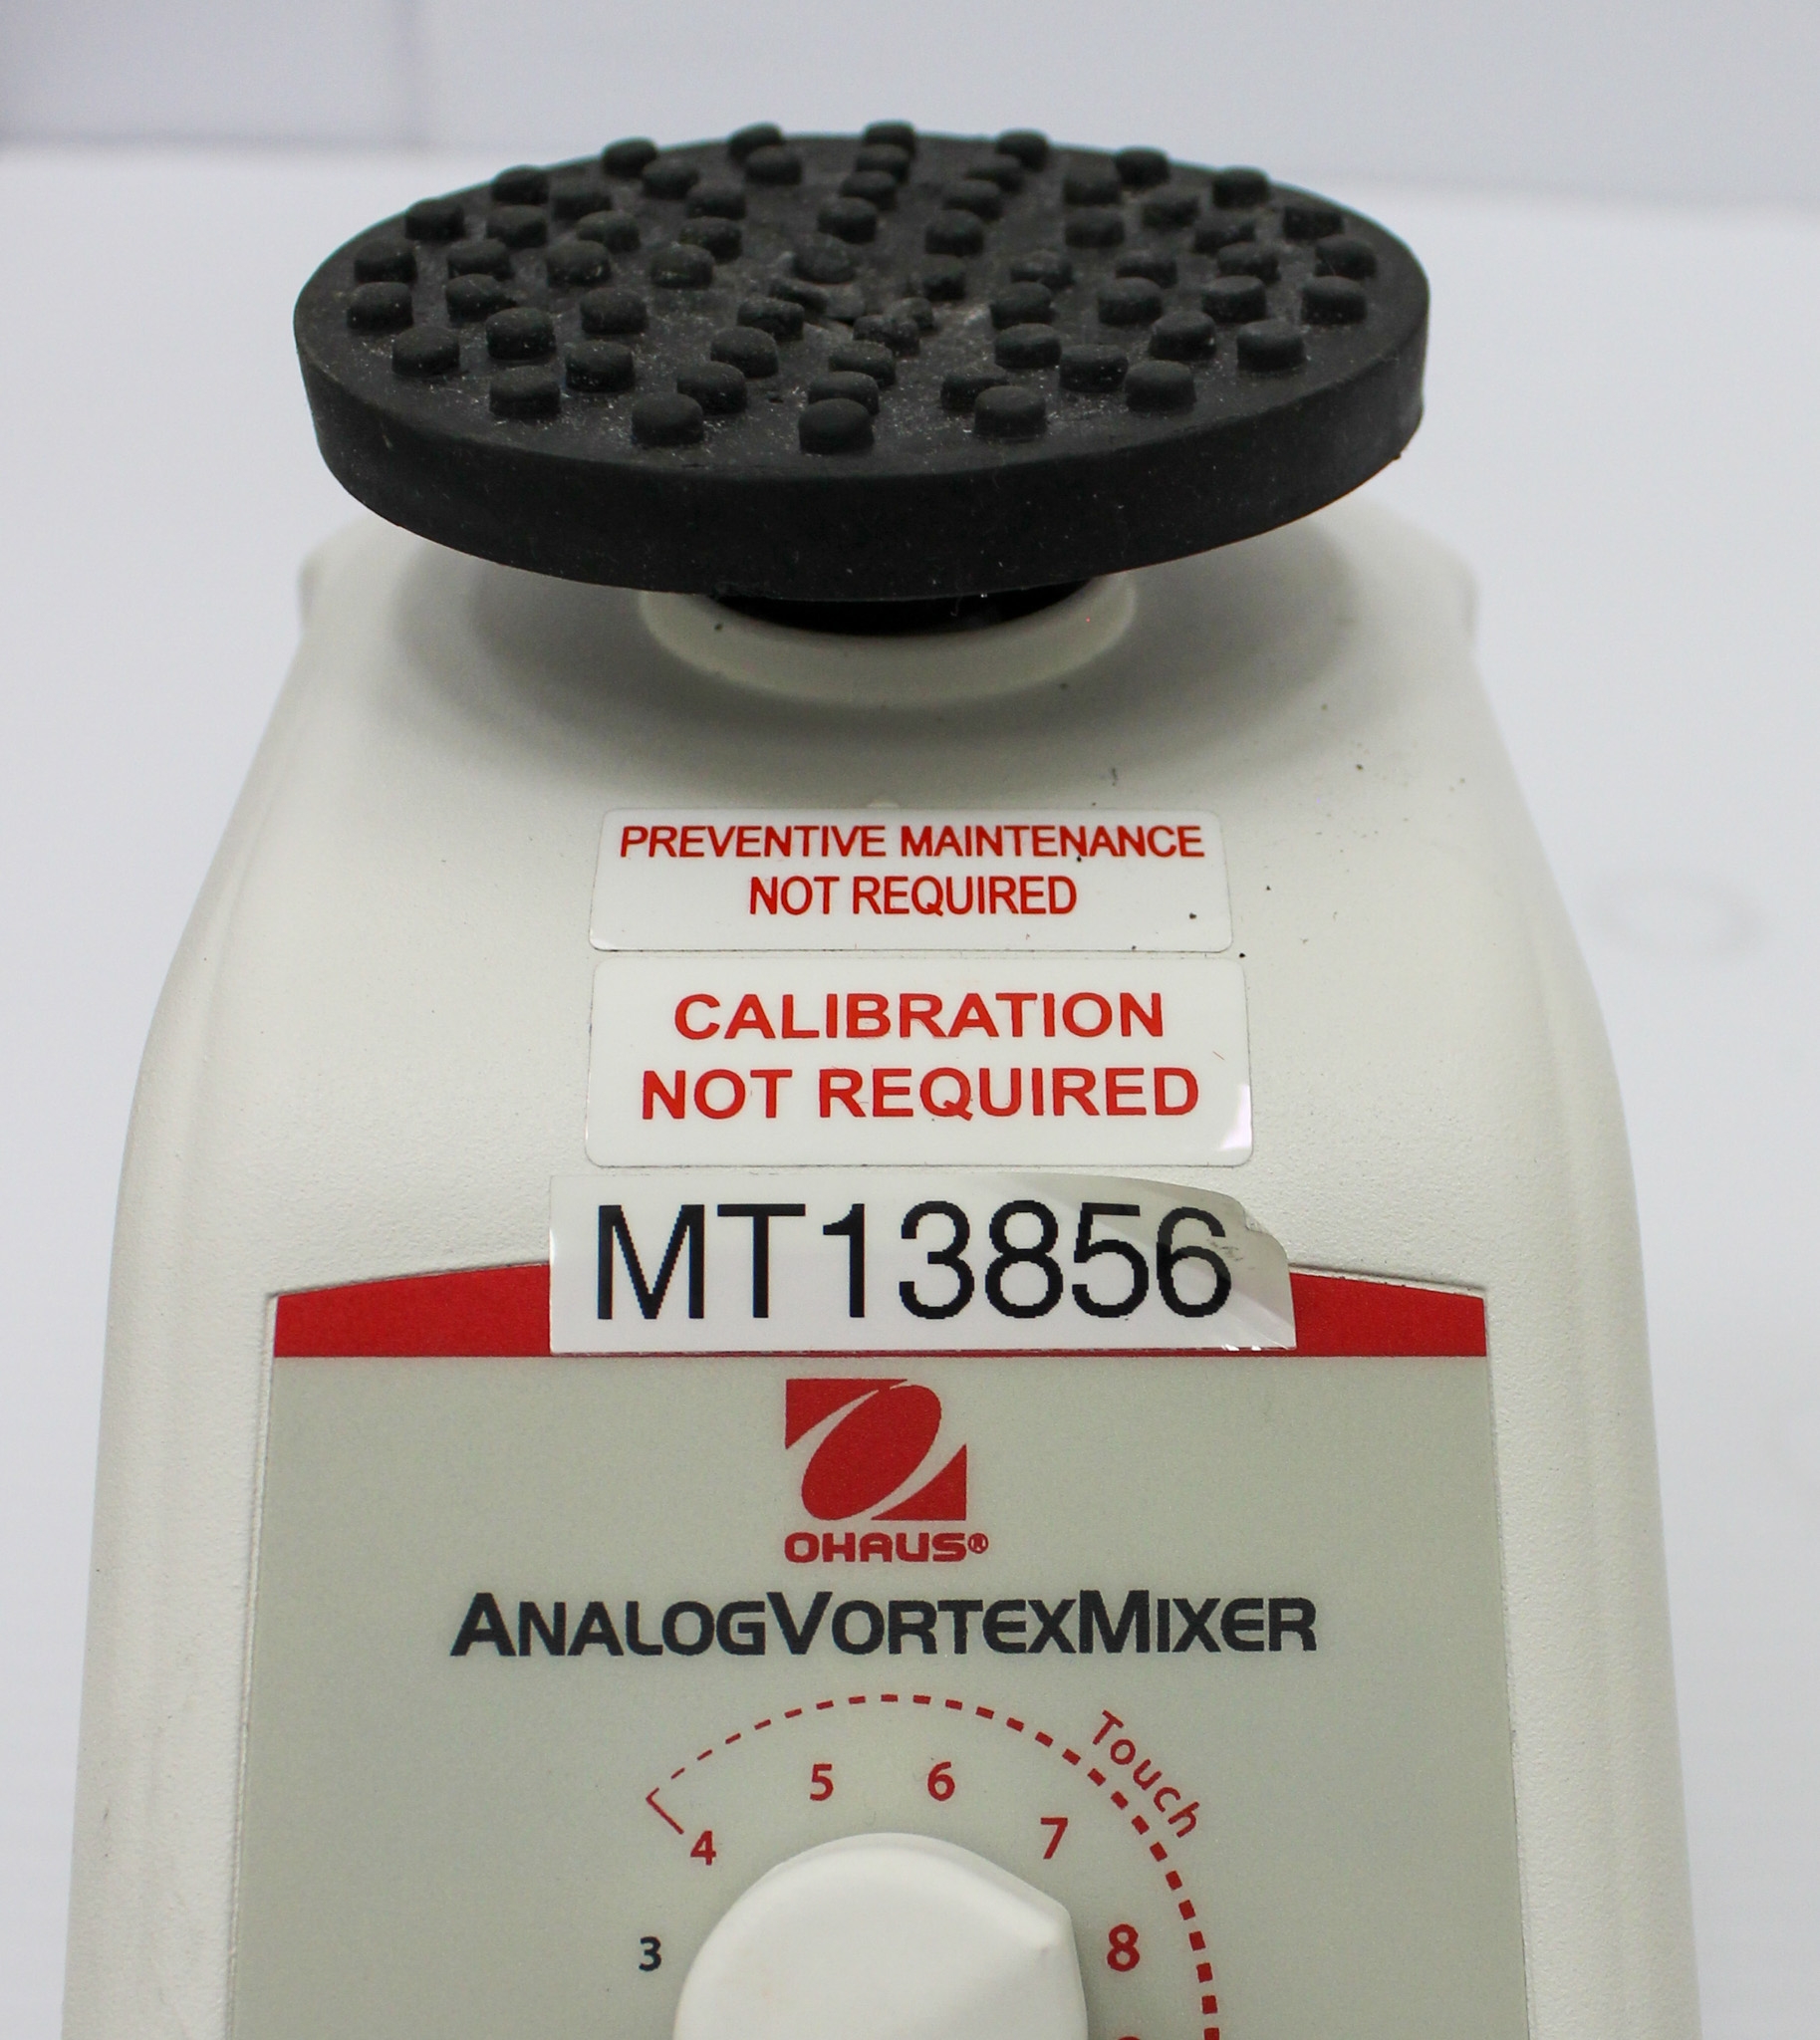 PREVENTIVE MAINTENANCE
NOT REQUIRED
CALIBRATION
NOT REQUIRED
MT13856
OHAUS®
ANALOGVORTEXMIXER
Touch
5 6
7
4
8
3